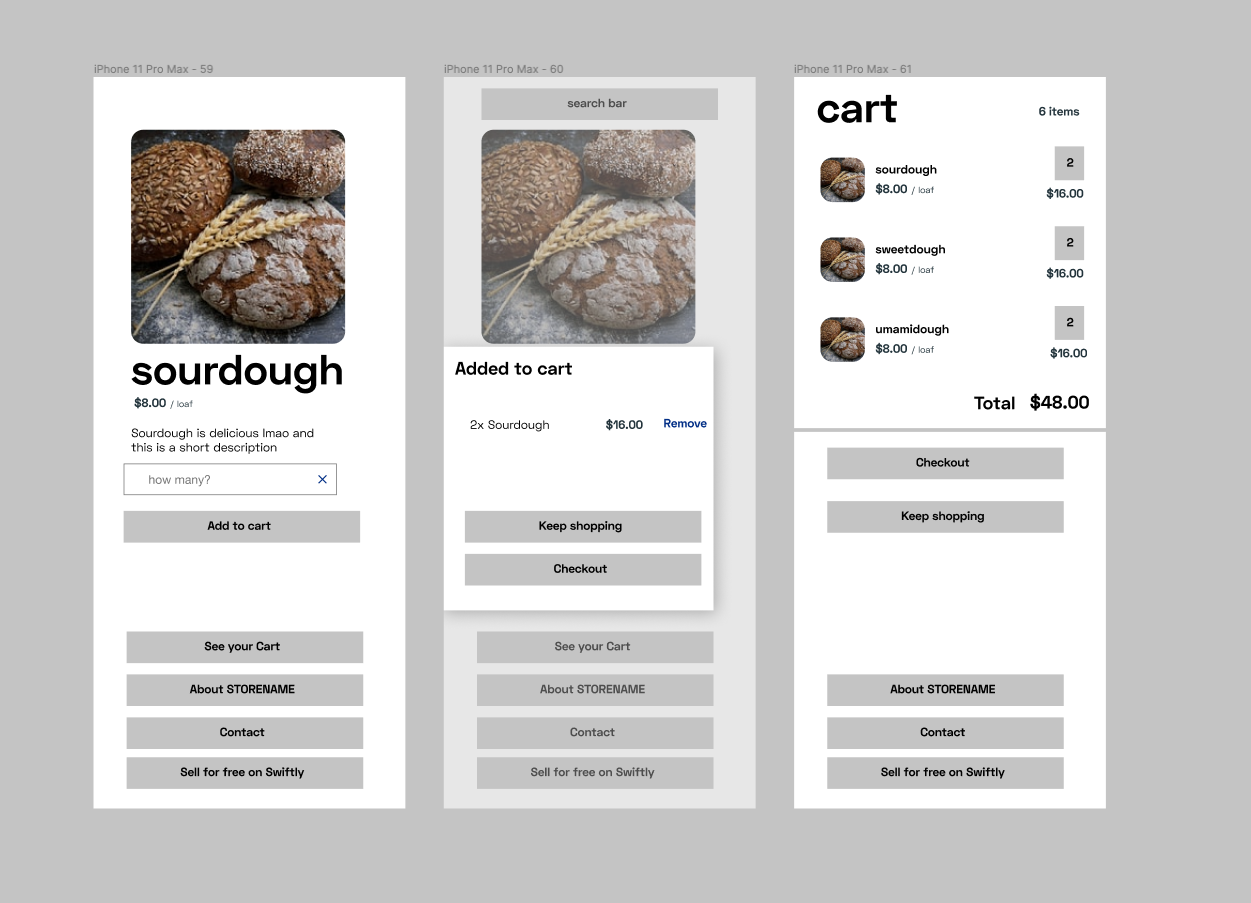 iPhone 11 Pro Max - 59
sourdough
$8.00 / loaf
Sourdough is delicious lmao and
this is a short description
how many?
Add to cart
See your Cart
About STORENAME
Contact
Sell for free on Swiftly
iPhone 11 Pro Max - 60
search bar
Added to cart
2x Sourdough $16.00 Remove
Keep shopping
Checkout
See your Cart
About STORENAME
Contact
Sell for free on Swiftly
iPhone 11 Pro Max - 61
cart
6 items
sourdough
$8.00 / loaf
2
$16.00
sweetdough
$8.00 / loaf
2
$16.00
umamidough
$8.00 / loaf
2
$16.00
Total $48.00
Checkout
Keep shopping
About STORENAME
Contact
Sell for free on Swiftly